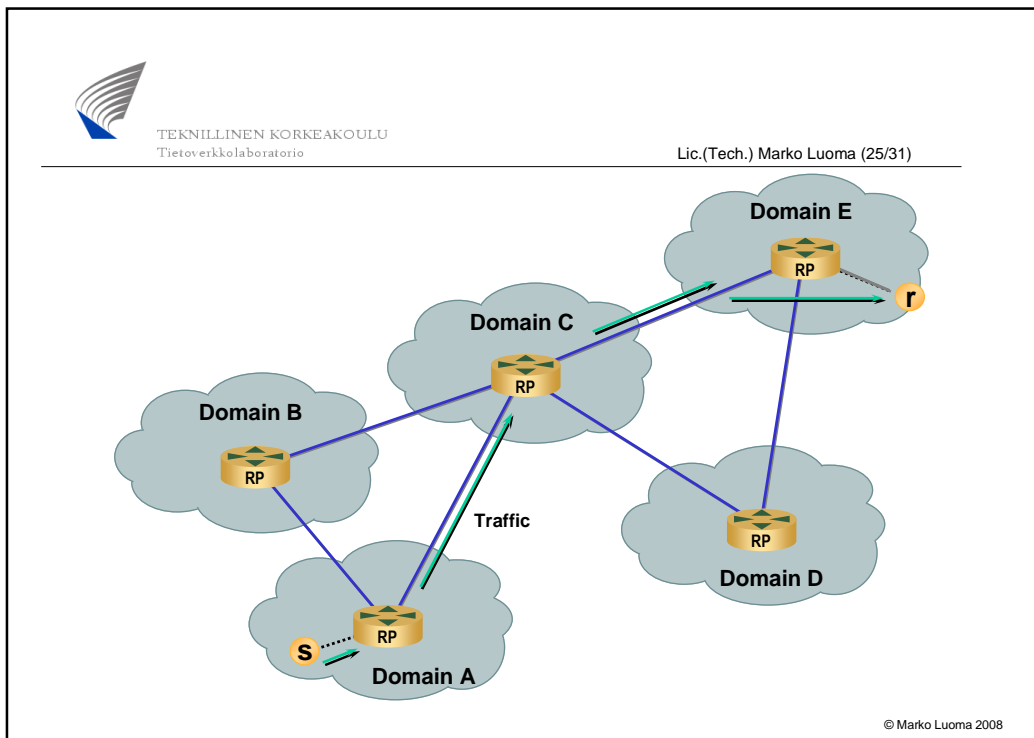 TEKNILLINEN KORKEAKOULU
Tietoverkkolaboratorio
Lic.(Tech.) Marko Luoma (25/31)
Domain E
RP
r
Domain C
RP
Domain B
RP
Traffic
RP
Domain D
RP
s
Domain A
© Marko Luoma 2008